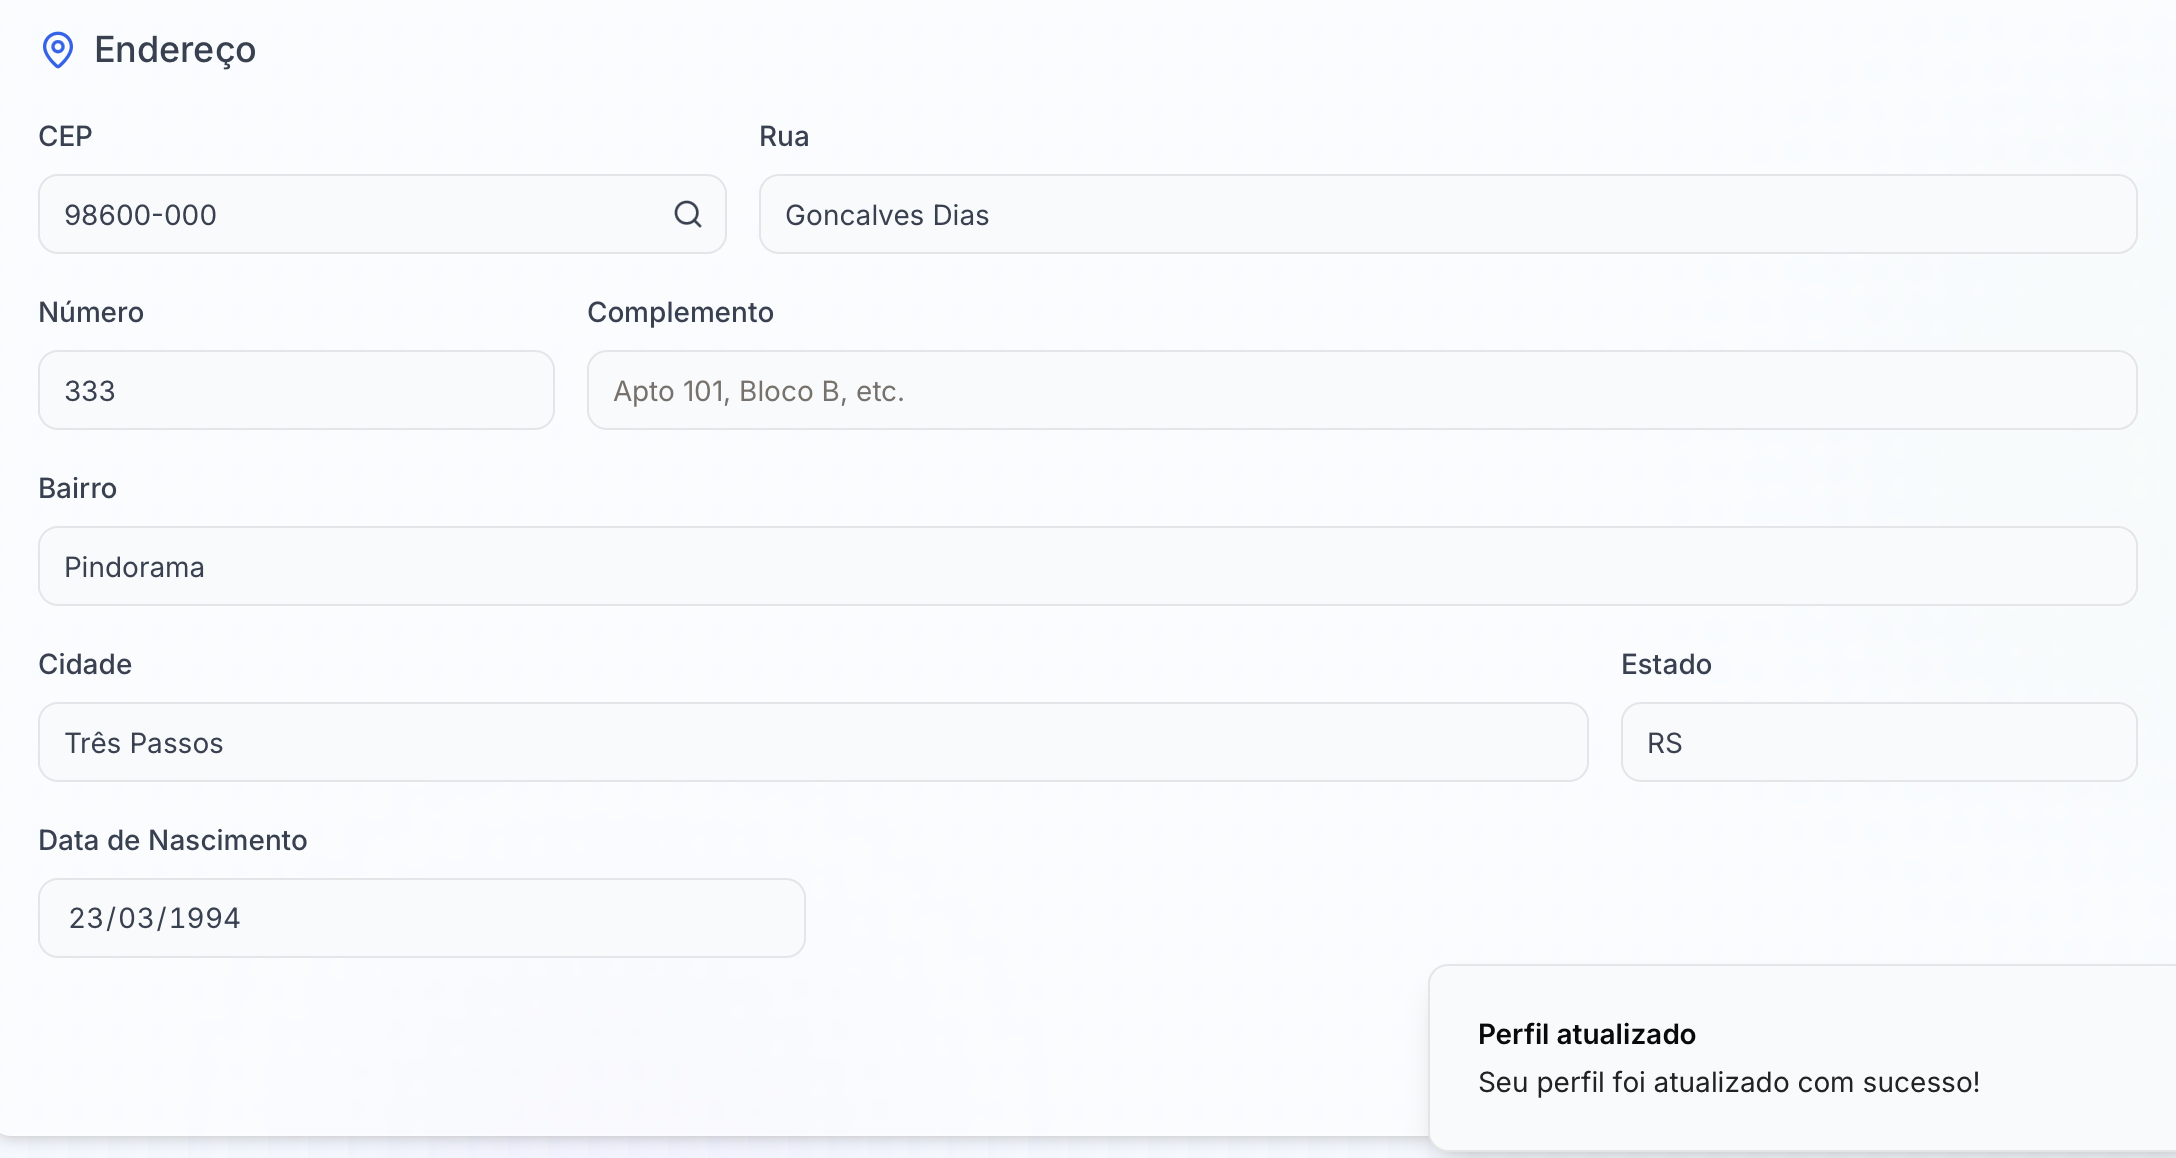 Endereço
CEP
Rua
98600-000
Goncalves Dias
Número
Complemento
333
Apto 101, Bloco B, etc.
Bairro
Pindorama
Cidade
Estado
Três Passos
RS
Data de Nascimento
23/03/1994
Perfil atualizado
Seu perfil foi atualizado com sucesso!